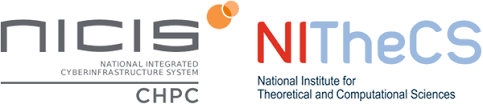 NICIS
NATIONAL INTEGRATED
CYBERINFRASTRUCTURE SYSTEM
CHPC
NITheCS
National Institute for
Theoretical and Computational Sciences